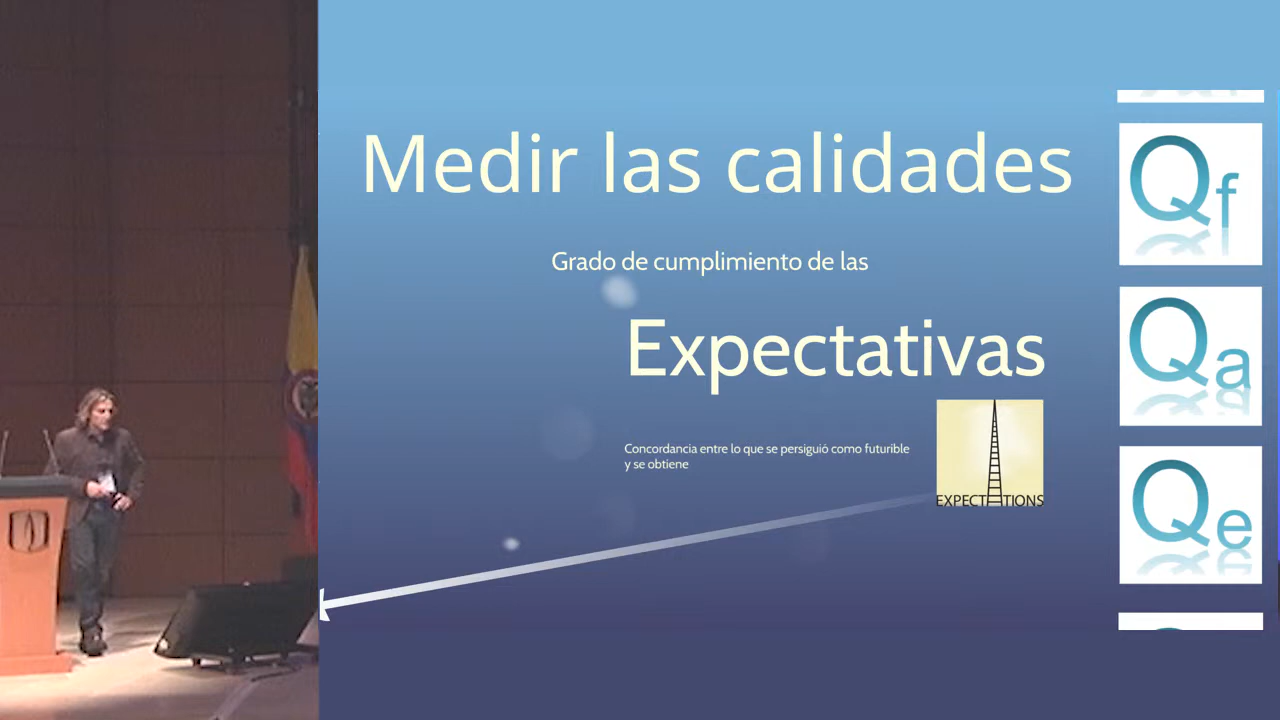 Medir las calidades
Grado de cumplimiento de las
Expectativas
Concordancia entre lo que se persiguió como futurible
y se obtiene
EXPECTATIONS
Qf
Qa
Qe